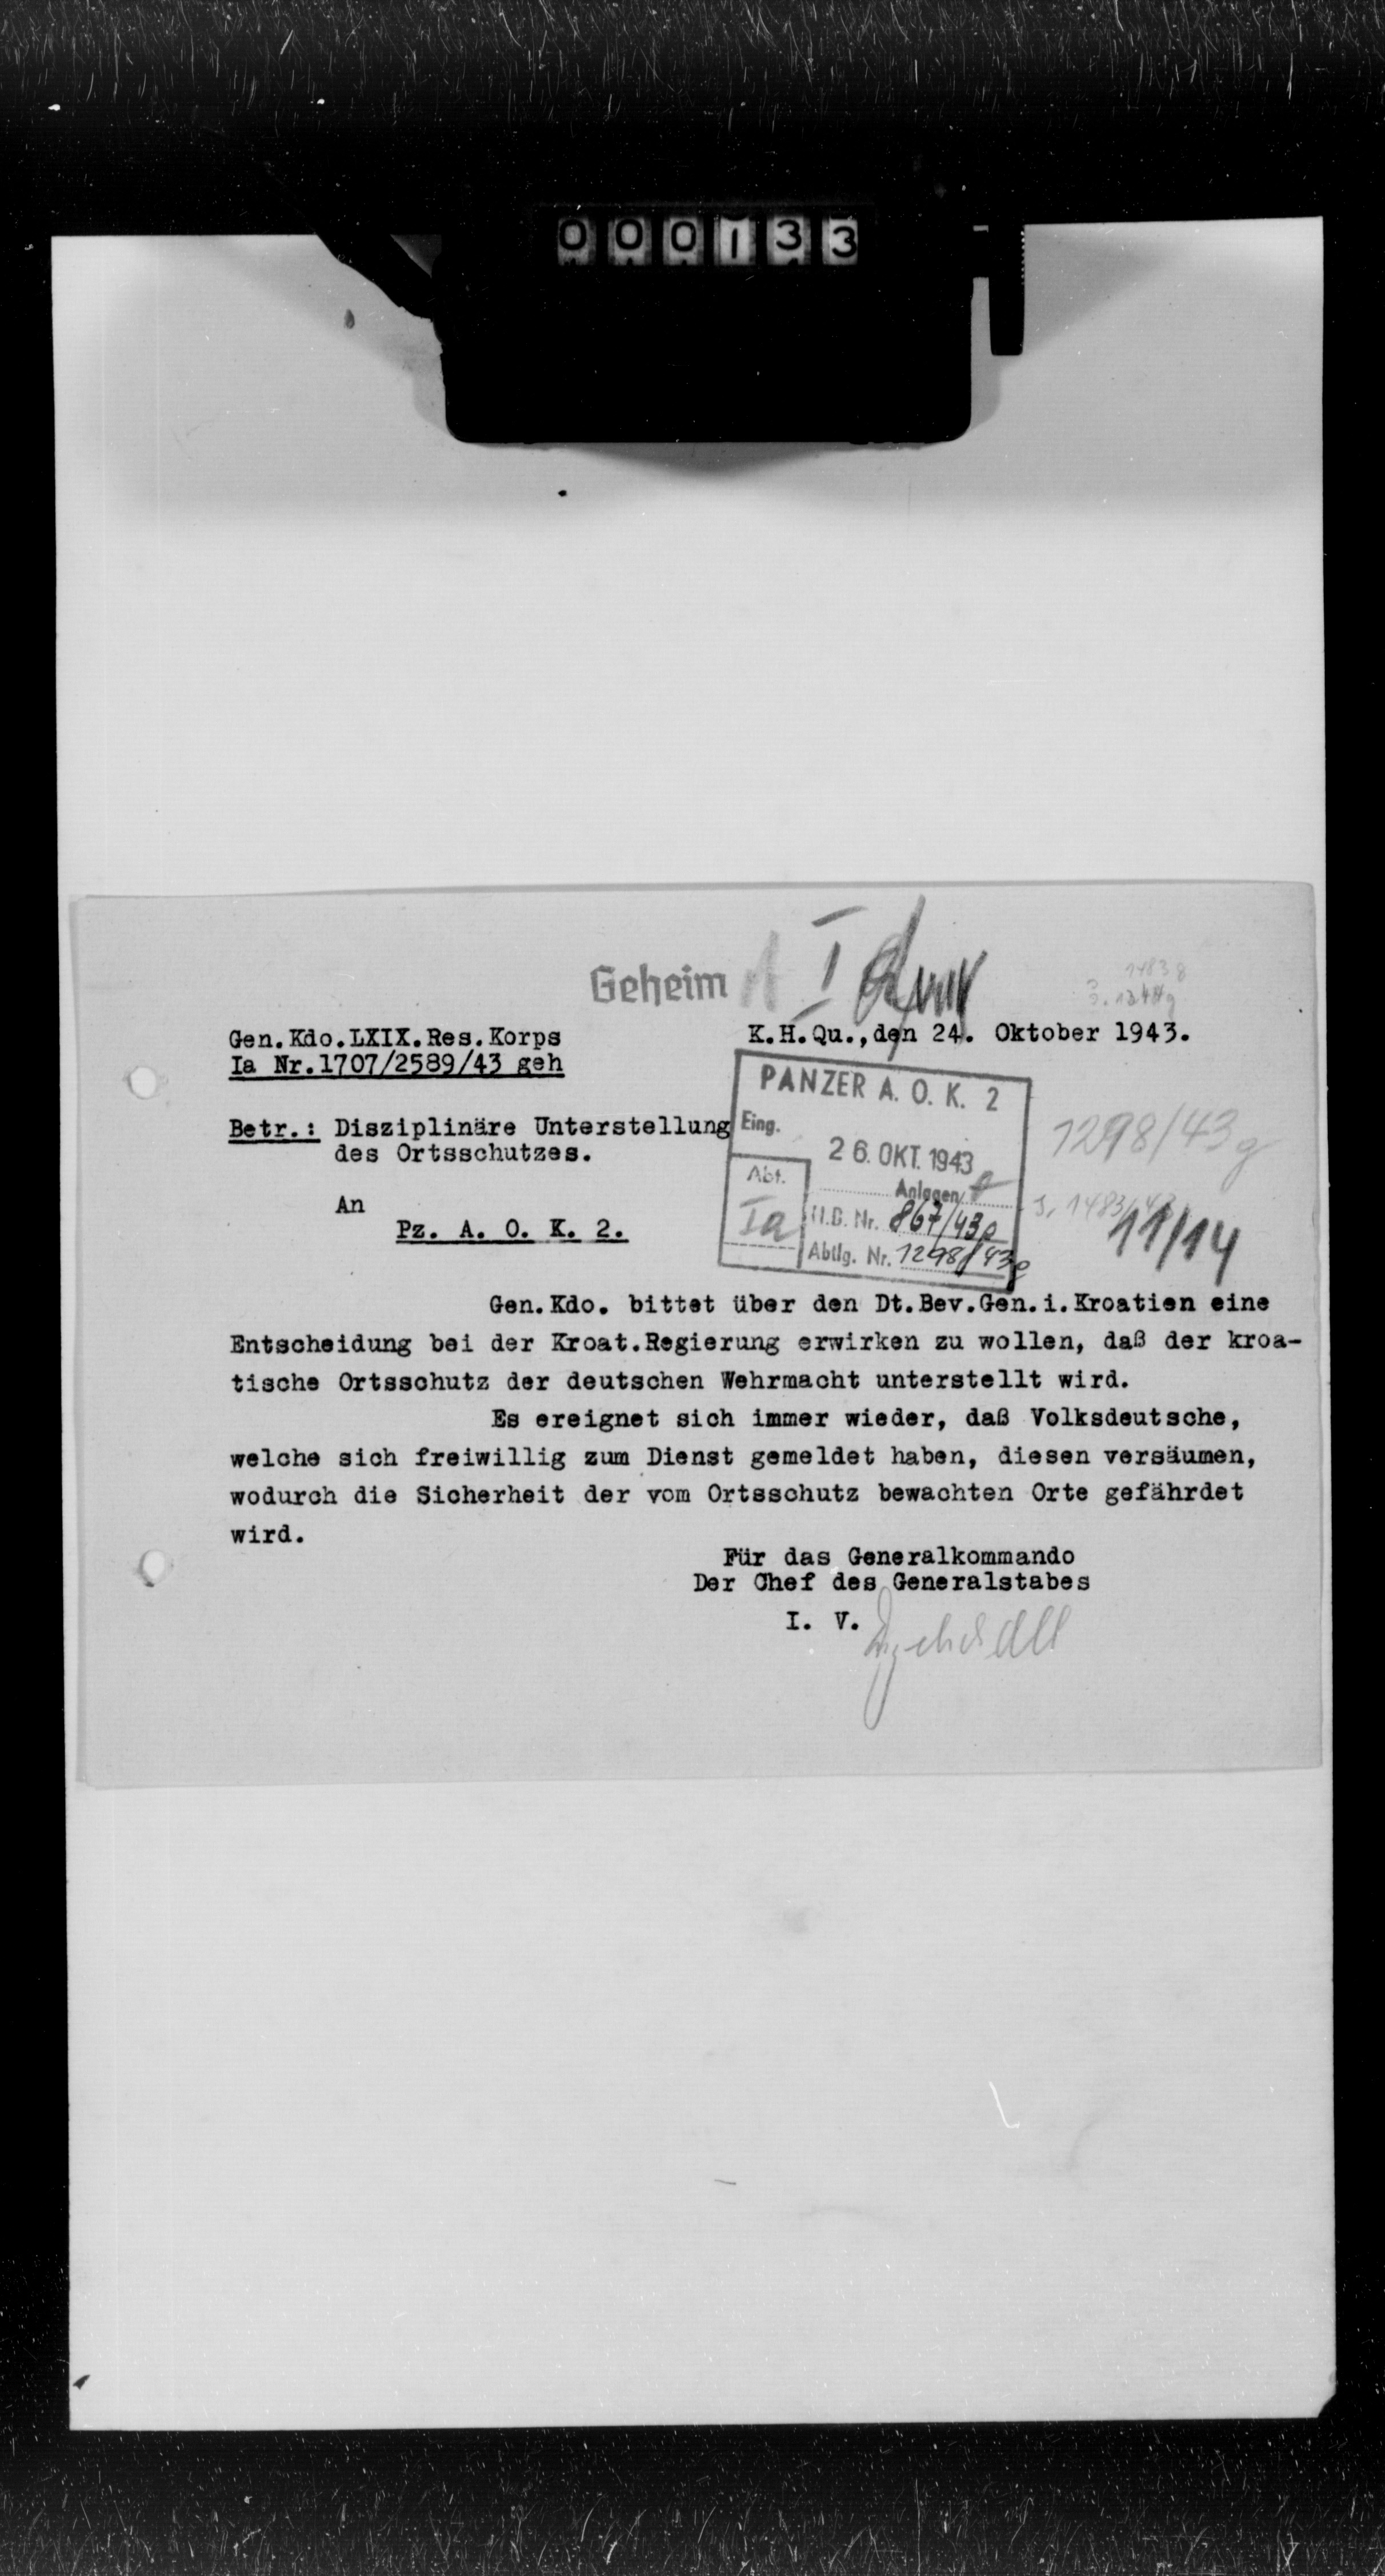 000133
Geheim
I a
14838
Gen.Kdo.LXIX.Res.Korps
K.H.Qu.,den 24. Oktober 1943.
Ia Nr.1707/2589/43 geh
PANZER A. O. K. 2
Betr.: Disziplinäre Unterstellung
des Ortsschutzes.
Eing.
26. OKT. 1943
Anlagen
Abt.
Ia
Nr. 867/43
Abtlg. Nr. 1298/43g
1298/43 g
11/14
An
Pz. A. O. K. 2.
Gen.Kdo. bittet über den Dt.Bev.Gen.i.Kroatien eine
Entscheidung bei der Kroat.Regierung erwirken zu wollen, daß der kroa-
tische Ortsschutz der deutschen Wehrmacht unterstellt wird.
Es ereignet sich immer wieder, daß Volksdeutsche,
welche sich freiwillig zum Dienst gemeldet haben, diesen versäumen,
wodurch die Sicherheit der vom Ortsschutz bewachten Orte gefährdet
wird.
Für das Generalkommando
Der Chef des Generalstabes
I. V.